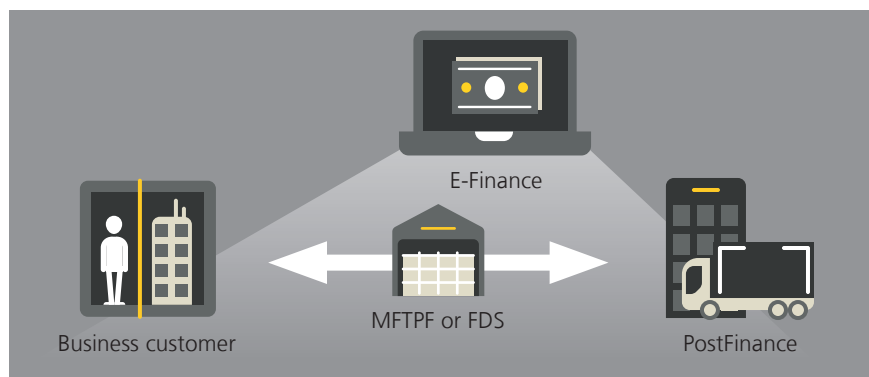 E-Finance
MFTPF or FDS
Business customer
PostFinance